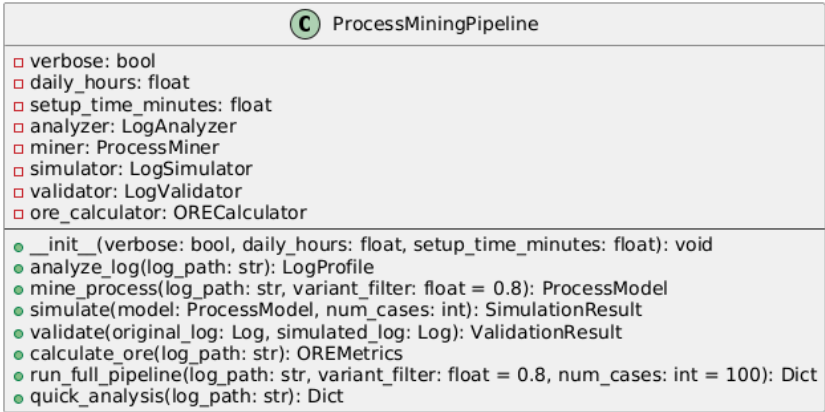 C ProcessMiningPipeline
verbose: bool
daily_hours: float
setup_time_minutes: float
analyzer: LogAnalyzer
miner: ProcessMiner
simulator: LogSimulator
validator: LogValidator
ore_calculator: ORECalculator
__init__(verbose: bool, daily_hours: float, setup_time_minutes: float): void
analyze_log(log_path: str): LogProfile
mine_process(log_path: str, variant_filter: float = 0.8): ProcessModel
simulate(model: ProcessModel, num_cases: int): SimulationResult
validate(original_log: Log, simulated_log: Log): ValidationResult
calculate_ore(log_path: str): OREMetrics
run_full_pipeline(log_path: str, variant_filter: float = 0.8, num_cases: int = 100): Dict
quick_analysis(log_path: str): Dict